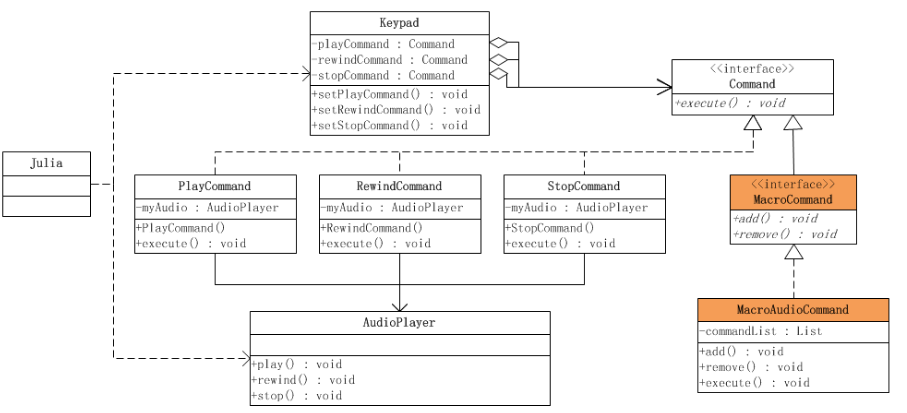 Keypad
-playCommand : Command
-rewindCommand : Command
-stopCommand : Command
+setPlayCommand() : void
+setRewindCommand() : void
+setStopCommand() : void
<<interface>>
Command
+execute() : void
Julia
PlayCommand
-myAudio : AudioPlayer
+PlayCommand()
+execute() : void
RewindCommand
-myAudio : AudioPlayer
+RewindCommand()
+execute() : void
StopCommand
-myAudio : AudioPlayer
+StopCommand()
+execute() : void
<<interface>>
MacroCommand
+add() : void
+remove() : void
MacroAudioCommand
-commandList : List
+add() : void
+remove() : void
+execute() : void
AudioPlayer
+play() : void
+rewind() : void
+stop() : void